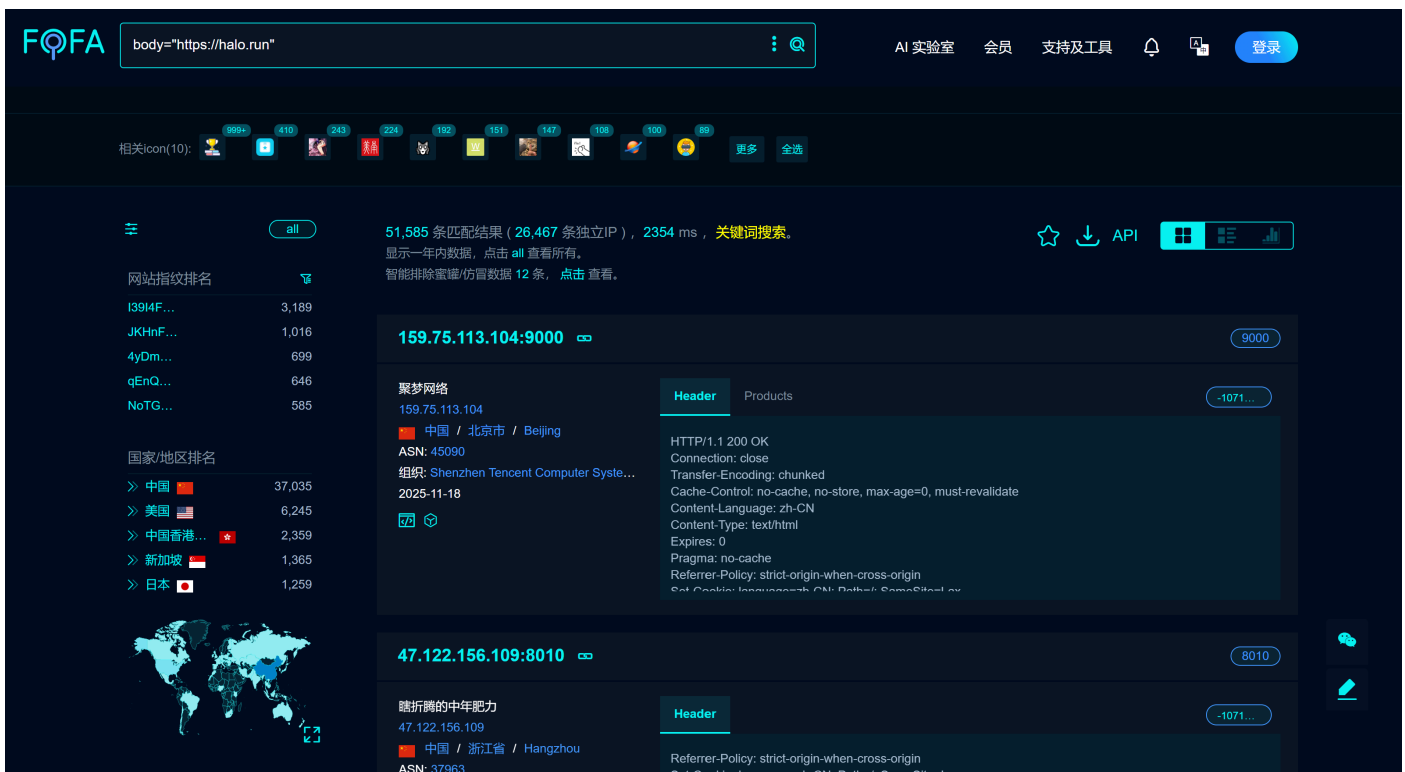 FOFA
body="https://halo.run"
AI 实验室 会员 支持及工具 登录
相关icon(10): 999+ 410 243 224 192 151 147 108 100 89 更多 全选
all
网站指纹排名
I39I4F… 3,189
JKHnF… 1,016
4yDm… 699
qEnQ… 646
NoTG… 585
国家/地区排名
中国 37,035
美国 6,245
中国香港… 2,359
新加坡 1,365
日本 1,259
51,585 条匹配结果 ( 26,467 条独立IP ) , 2354 ms , 关键词搜索。
显示一年内数据，点击 all 查看所有。
智能排除蜜罐/仿冒数据 12 条， 点击 查看。
API
159.75.113.104:9000 9000
聚梦网络
159.75.113.104
中国 / 北京市 / Beijing
ASN: 45090
组织: Shenzhen Tencent Computer Syste...
2025-11-18
Header Products -1071...
HTTP/1.1 200 OK
Connection: close
Transfer-Encoding: chunked
Cache-Control: no-cache, no-store, max-age=0, must-revalidate
Content-Language: zh-CN
Content-Type: text/html
Expires: 0
Pragma: no-cache
Referrer-Policy: strict-origin-when-cross-origin
Set-Cookie: language=zh-CN; Path=/; SameSite=Lax
47.122.156.109:8010 8010
瞎折腾的中年肥力
47.122.156.109
中国 / 浙江省 / Hangzhou
ASN: 37963
Header -1071...
Referrer-Policy: strict-origin-when-cross-origin